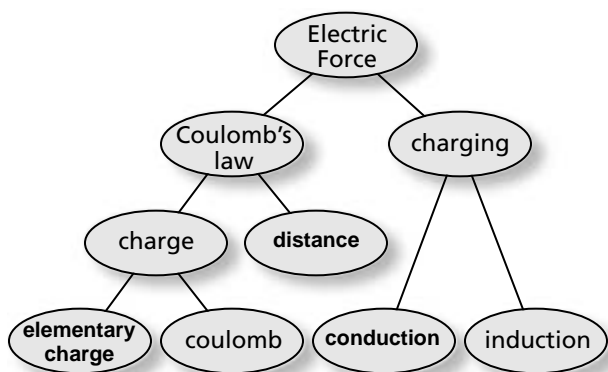 Electric
Force
Coulomb's
law
charging
charge
distance
elementary
charge
coulomb
conduction
induction